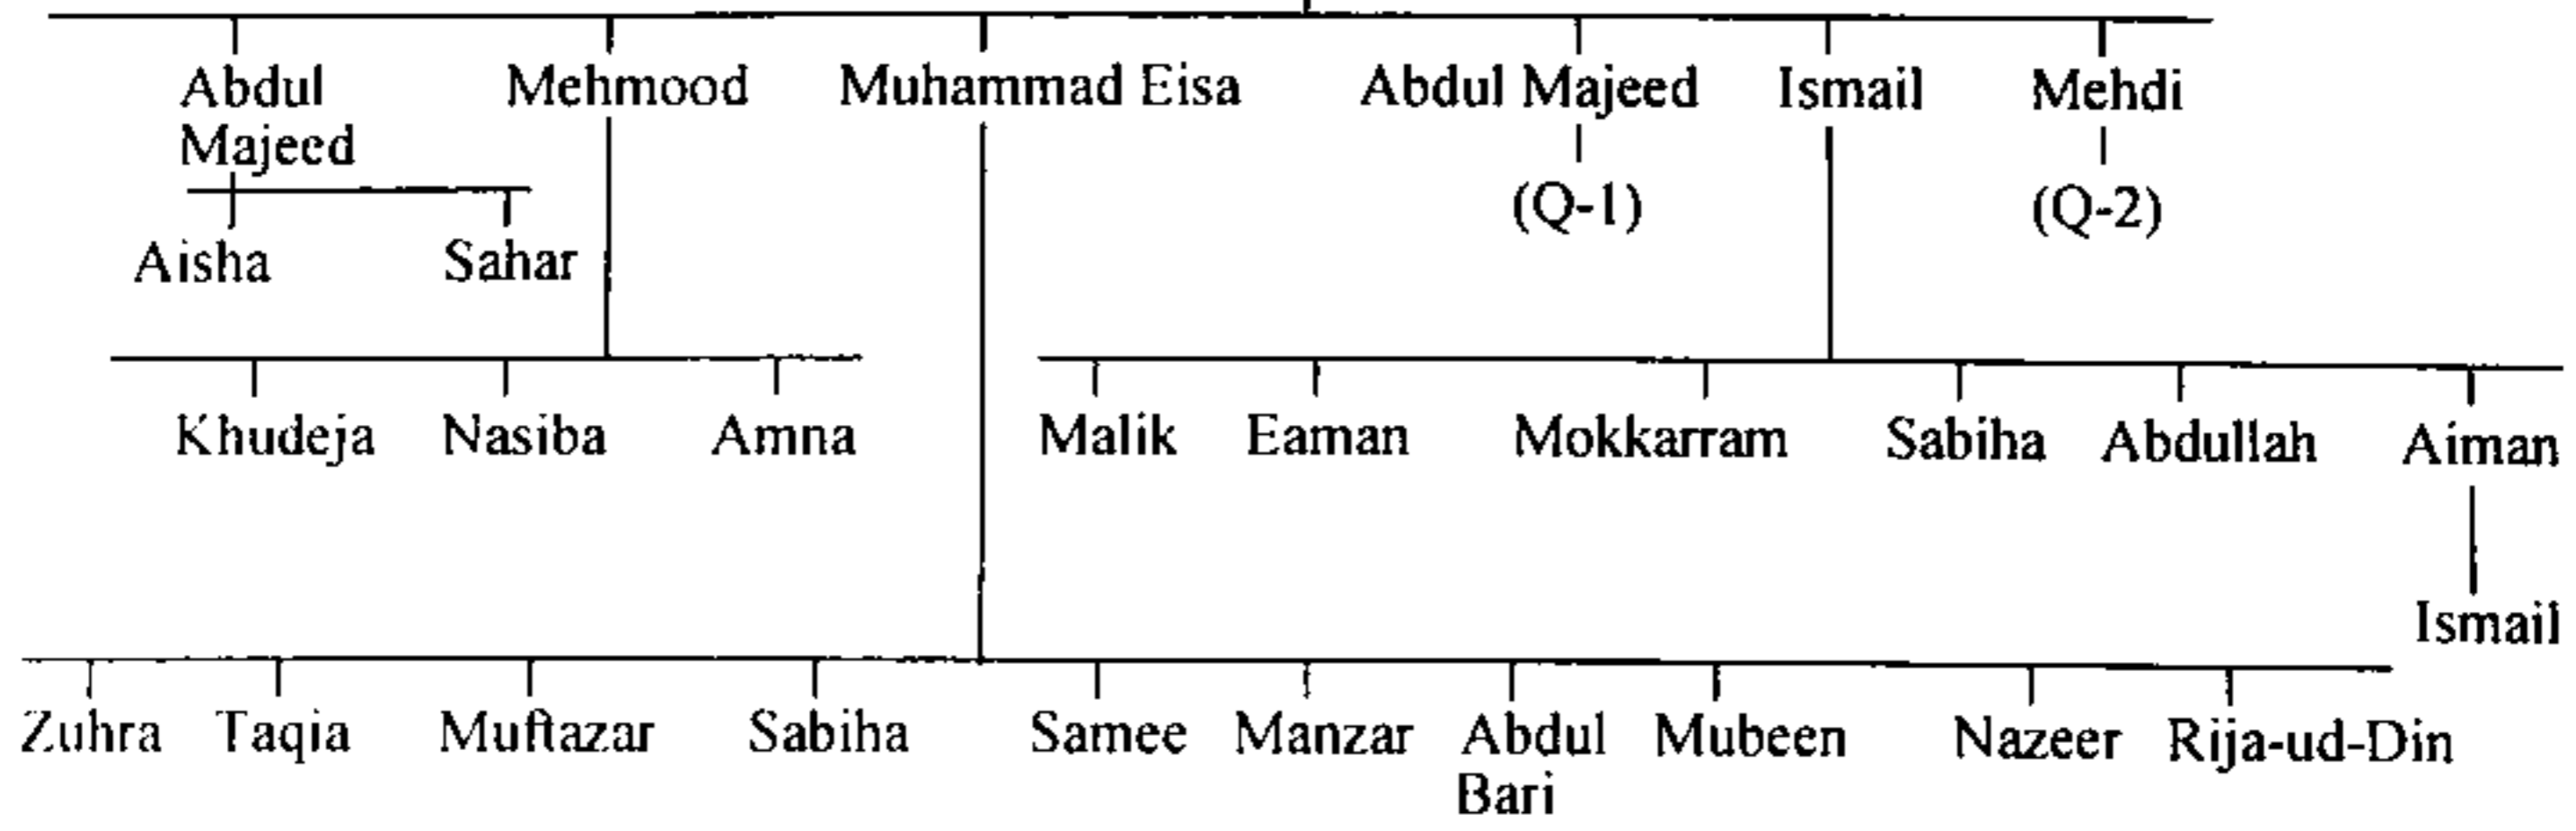 Abdul Majeed Mehmood Muhammad Eisa Abdul Majeed Ismail Mehdi
(Q-1) (Q-2)
Aisha Sahar
Khudeja Nasiba Amna Malik Eaman Mokkarram Sabiha Abdullah Aiman
Ismail
Zuhra Taqia Muftazar Sabiha Samee Manzar Abdul Bari Mubeen Nazeer Rija-ud-Din